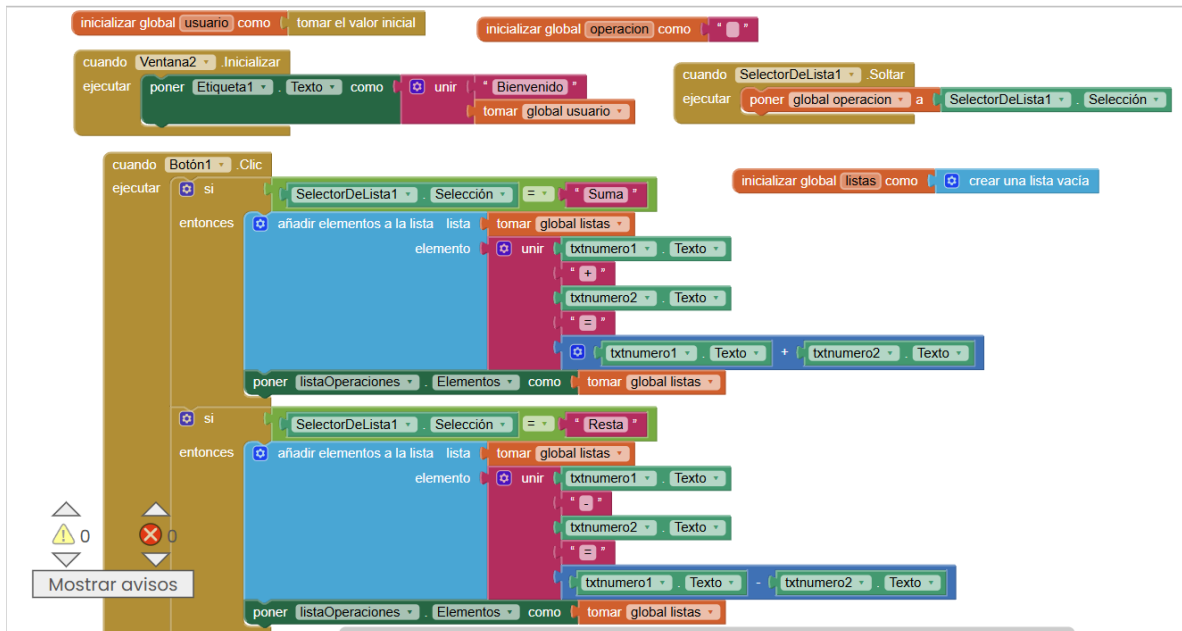 inicializar global usuario como tomar el valor inicial
inicializar global operacion como " "
cuando Ventana2 .Inicializar
ejecutar poner Etiqueta1 . Texto como unir " Bienvenido "
tomar global usuario
cuando SelectorDeLista1 .Soltar
ejecutar poner global operacion a SelectorDeLista1 . Selección
inicializar global listas como crear una lista vacía
cuando Botón1 .Clic
ejecutar si SelectorDeLista1 . Selección = " Suma "
entonces añadir elementos a la lista lista tomar global listas
elemento unir txtnumero1 . Texto
" + "
txtnumero2 . Texto
" = "
txtnumero1 . Texto + txtnumero2 . Texto
poner listaOperaciones . Elementos como tomar global listas
si SelectorDeLista1 . Selección = " Resta "
entonces añadir elementos a la lista lista tomar global listas
elemento unir txtnumero1 . Texto
" - "
txtnumero2 . Texto
" = "
txtnumero1 . Texto - txtnumero2 . Texto
poner listaOperaciones . Elementos como tomar global listas
0 0
Mostrar avisos